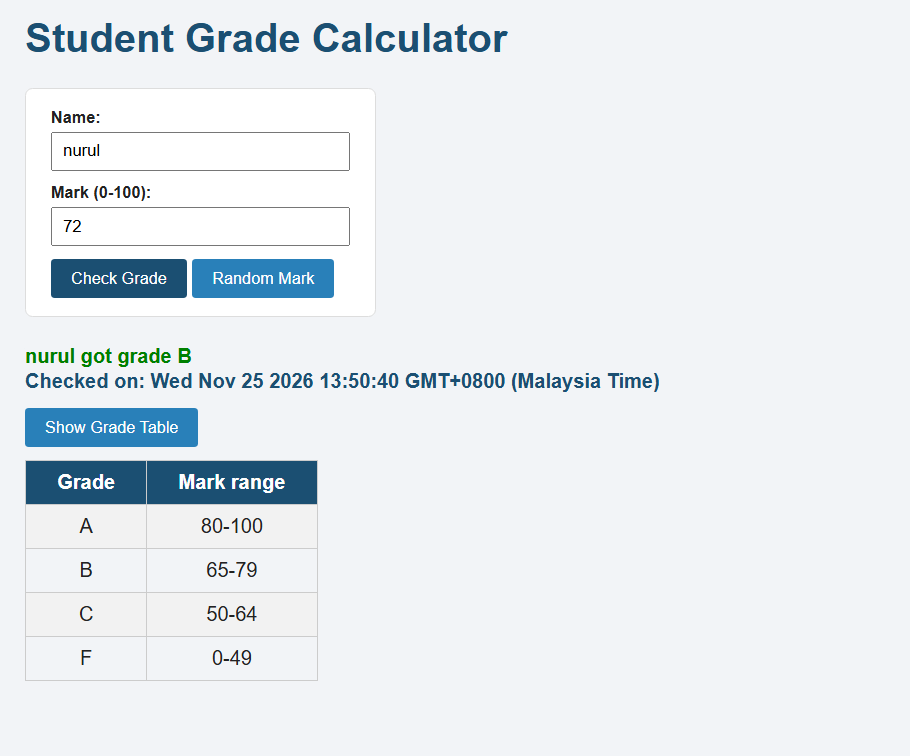 Student Grade Calculator
Name:
nurul
Mark (0-100):
72
Check Grade Random Mark
nurul got grade B
Checked on: Wed Nov 25 2026 13:50:40 GMT+0800 (Malaysia Time)
Show Grade Table
Grade Mark range
A 80-100
B 65-79
C 50-64
F 0-49